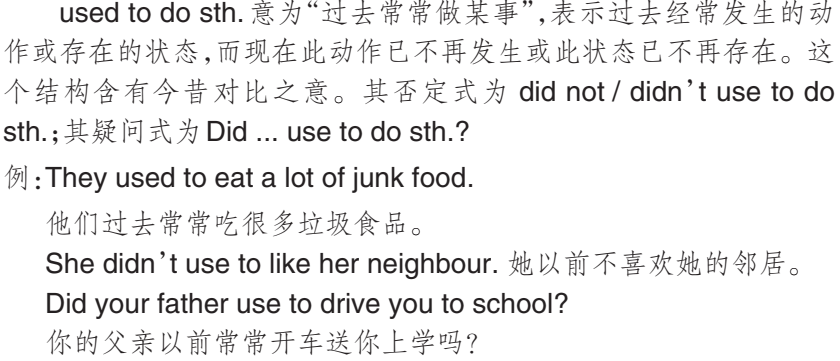 used to do sth. 意为“过去常常做某事”,表示过去经常发生的动
作或存在的状态,而现在此动作已不再发生或此状态已不再存在。这
个结构含有今昔对比之意。其否定式为 did not / didn’t use to do
sth.;其疑问式为 Did ... use to do sth.?
例:They used to eat a lot of junk food.
他们过去常常吃很多垃圾食品。
She didn’t use to like her neighbour. 她以前不喜欢她的邻居。
Did your father use to drive you to school?
你的父亲以前常常开车送你上学吗?